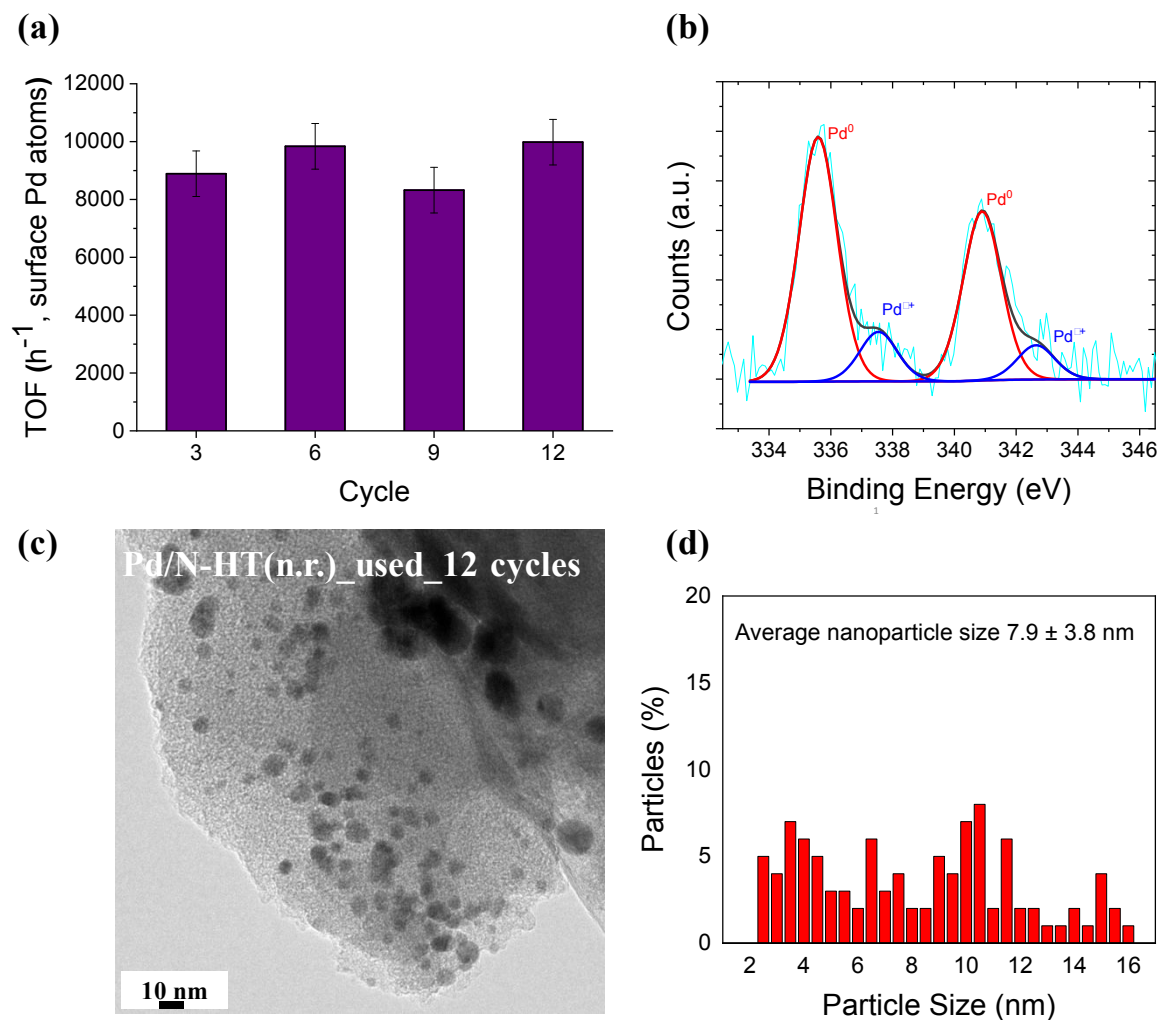 (a)
TOF (h⁻¹, surface Pd atoms)
12000
10000
8000
6000
4000
2000
0
3 6 9 12
Cycle
(b)
Counts (a.u.)
Pd⁰
Pd⁰
Pd□⁺
Pd□⁺
334 336 338 340 342 344 346
Binding Energy (eV)
1
(c)
Pd/N-HT(n.r.)_used_12 cycles
10 nm
(d)
Particles (%)
20
15
10
5
0
Average nanoparticle size 7.9 ± 3.8 nm
2 4 6 8 10 12 14 16
Particle Size (nm)